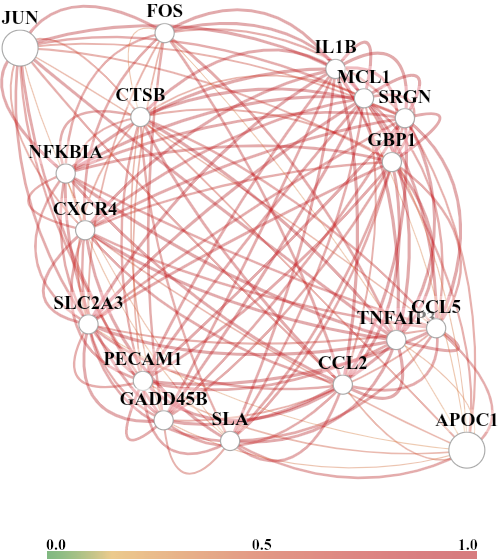 JUN
FOS
IL1B
MCL1
SRGN
CTSB
GBP1
NFKBIA
CXCR4
SLC2A3
CCL5
TNFAIP3
PECAM1
CCL2
GADD45B
SLA
APOC1
0.0 0.5 1.0